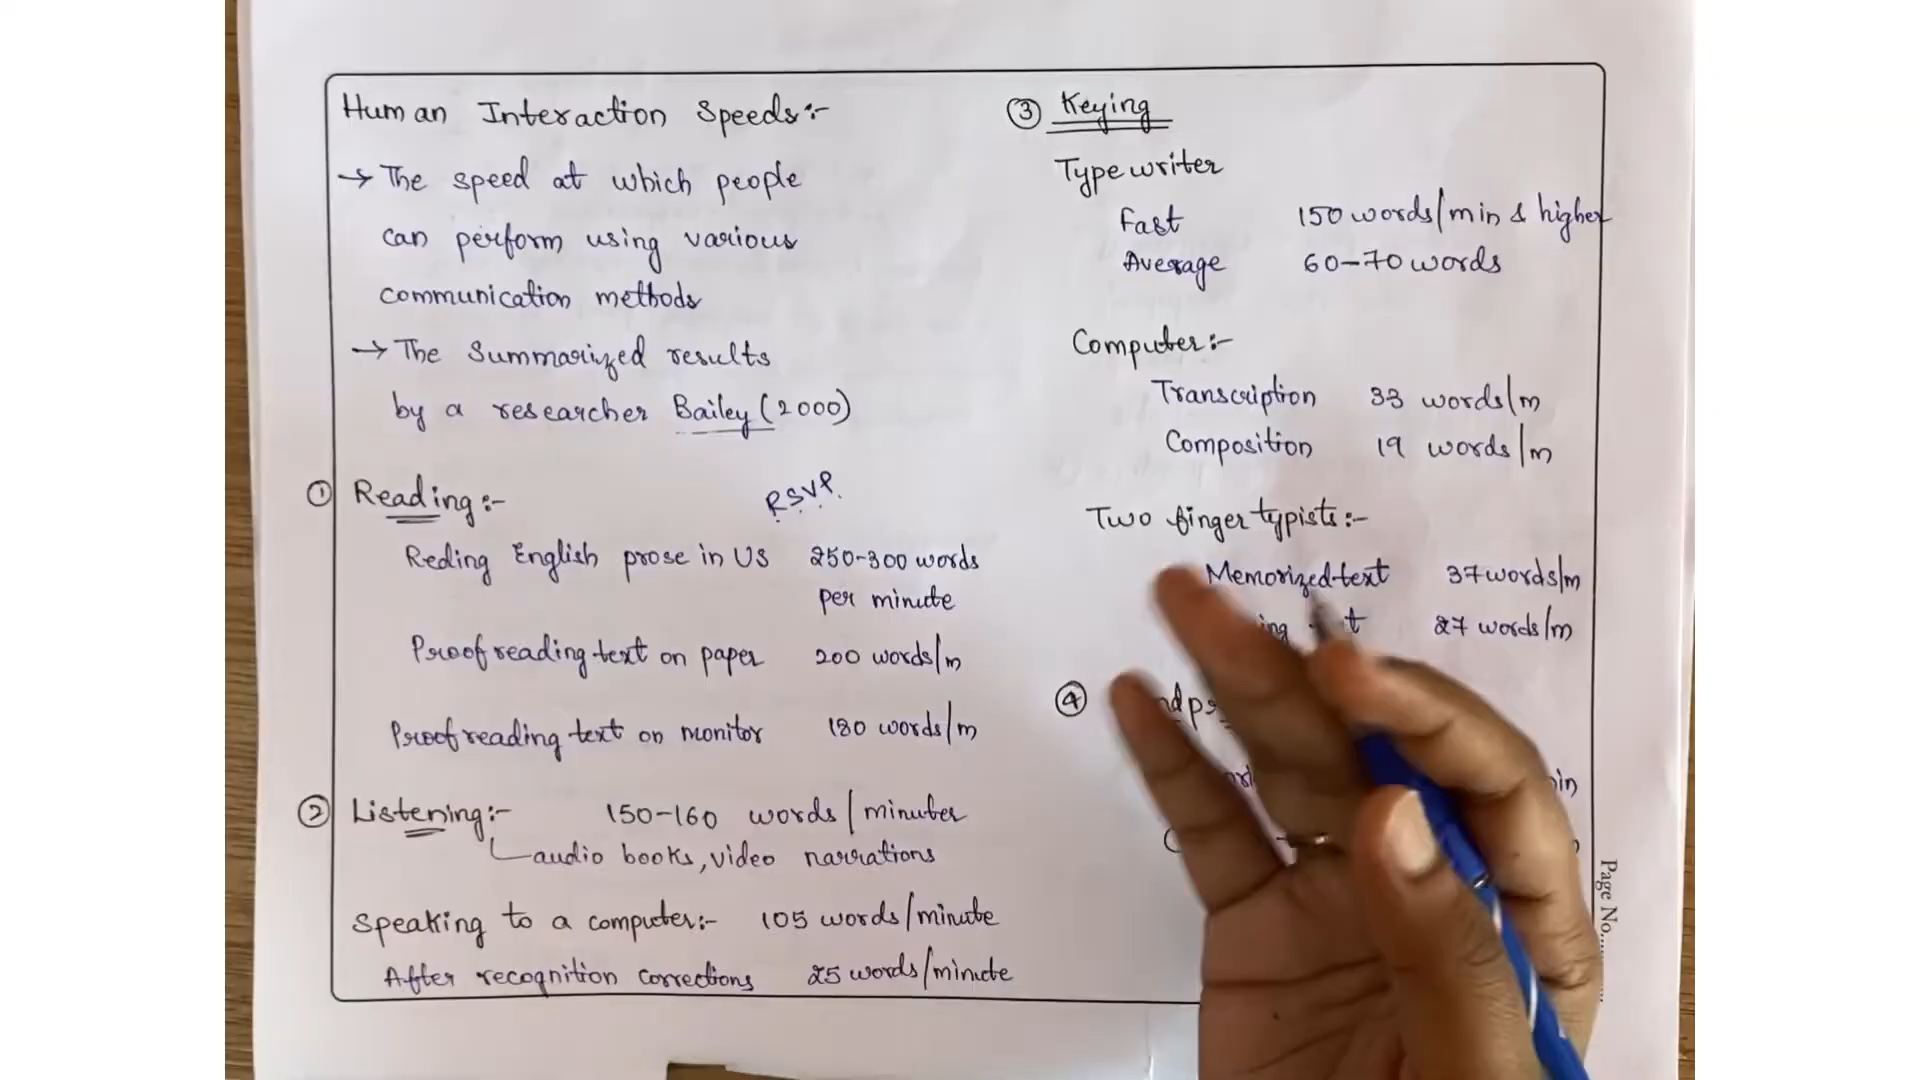 Human Interaction Speeds:-
→ The speed at which people
can perform using various
communication methods
→ The Summarized results
by a researcher Bailey (2000)
① Reading:-
RSVP.
Reding English prose in US 250-300 words
per minute
Proof reading text on paper 200 words/m
Proof reading text on monitor 180 words/m
② Listening:- 150-160 words/minuter
audio books, video narrations
Speaking to a computer:- 105 words/minute
After recognition corrections 25 words/minute
③ Keying
Typewriter
Fast 150 words/min & higher
Average 60-70 words
Computer:-
Transcription 33 words/m
Composition 19 words/m
Two finger typists:-
Memorized text 37 words/m
27 words/m
④
Page No.